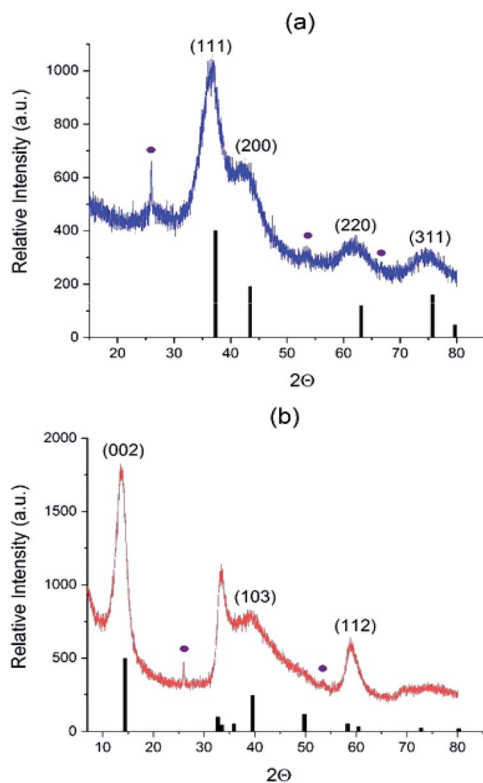 (a)
(111)
(200)
(220)
(311)
1000
800
600
400
200
0
Relative Intensity (a.u.)
20 30 40 50 60 70 80
2Θ
(b)
(002)
(103)
(112)
2000
1500
1000
500
0
Relative Intensity (a.u.)
10 20 30 40 50 60 70 80
2Θ